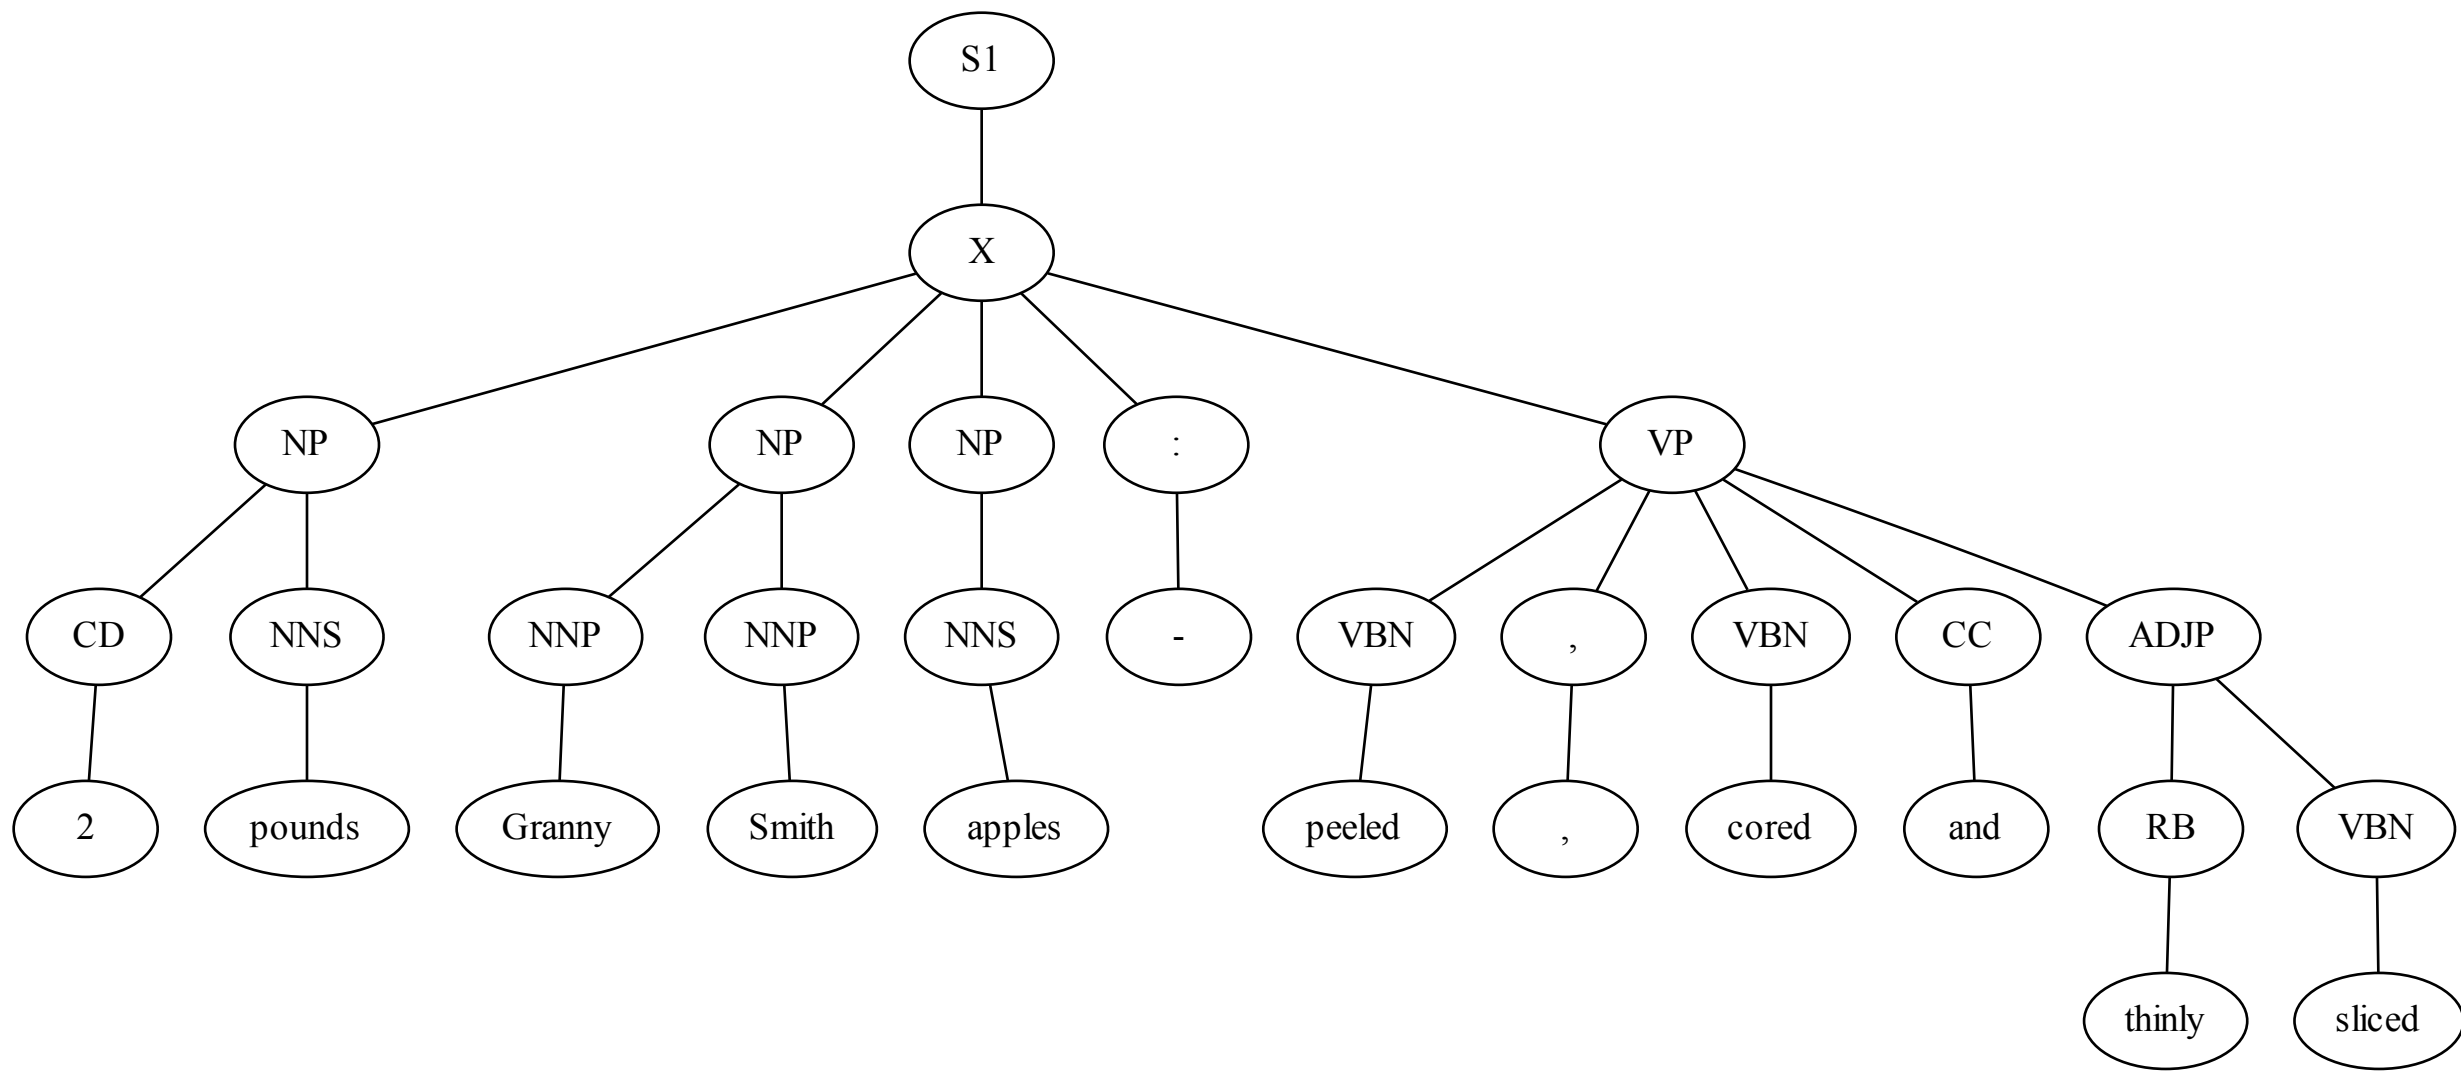 S1
X
NP NP NP : VP
CD NNS NNP NNP NNS - VBN , VBN CC ADJP
2 pounds Granny Smith apples peeled , cored and RB VBN
thinly sliced